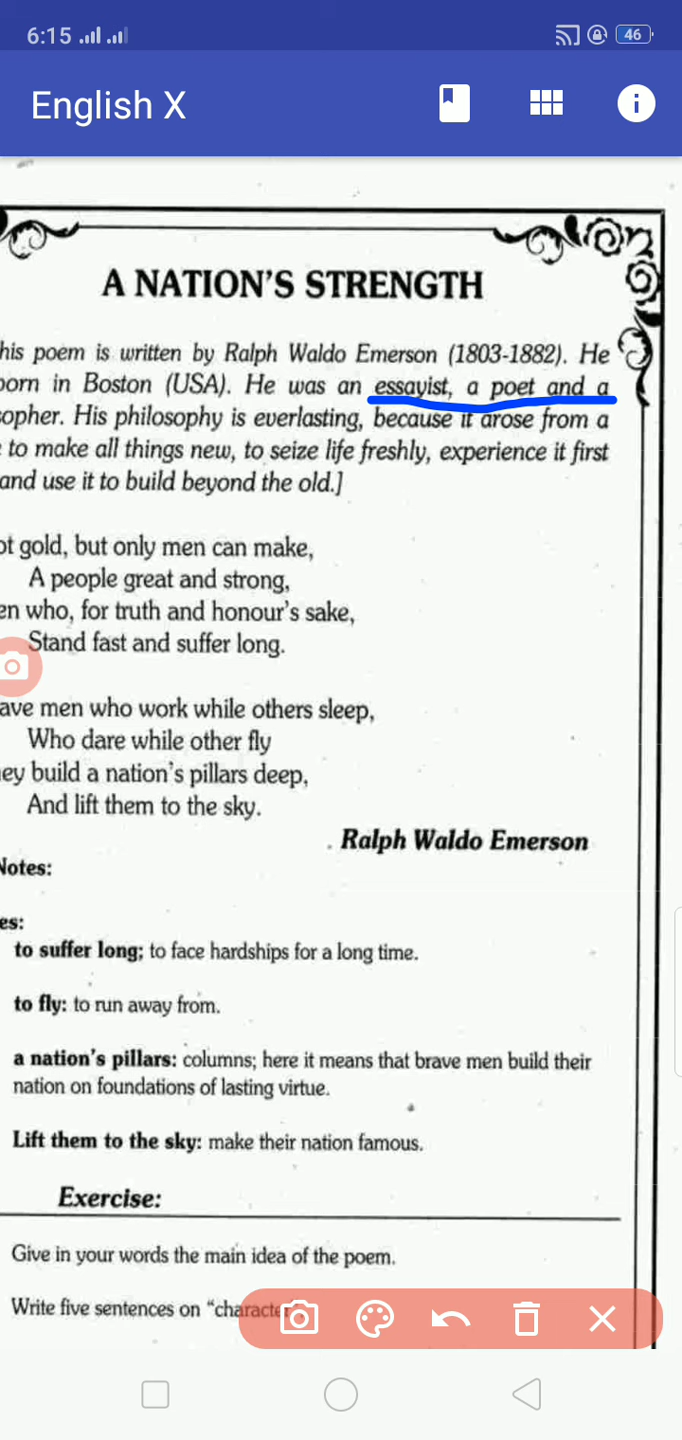 6:15
46
English X
A NATION'S STRENGTH
his poem is written by Ralph Waldo Emerson (1803-1882). He
born in Boston (USA). He was an essayist, a poet and a
sopher. His philosophy is everlasting, because it arose from a
to make all things new, to seize life freshly, experience it first
and use it to build beyond the old.]
ot gold, but only men can make,
A people great and strong,
en who, for truth and honour's sake,
Stand fast and suffer long.
ave men who work while others sleep,
Who dare while other fly
ey build a nation's pillars deep,
And lift them to the sky.
Ralph Waldo Emerson
Notes:
es:
to suffer long; to face hardships for a long time.
to fly: to run away from.
a nation's pillars: columns; here it means that brave men build their
nation on foundations of lasting virtue.
Lift them to the sky: make their nation famous.
Exercise:
Give in your words the main idea of the poem.
Write five sentences on "character".